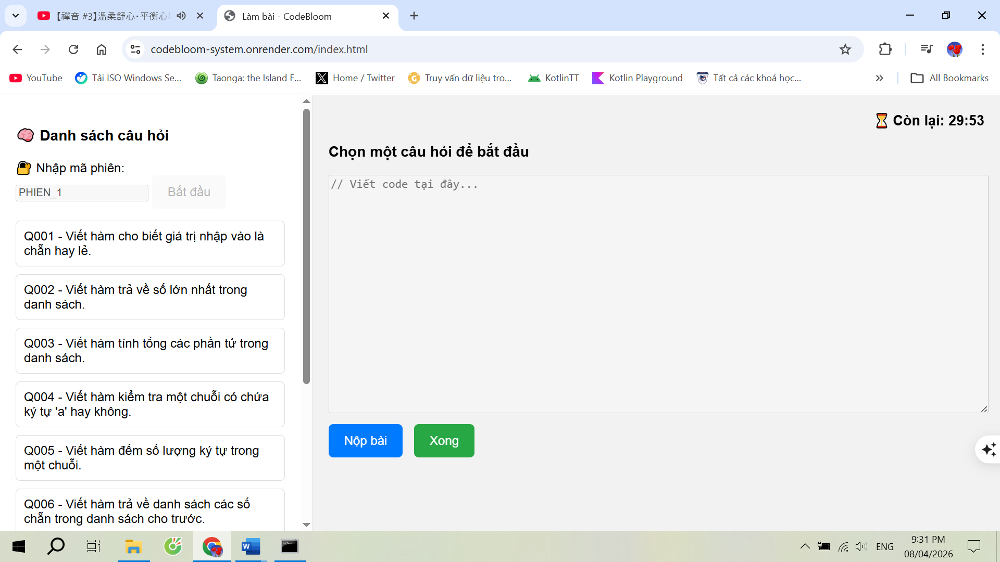 【禪音 #3】溫柔舒心･平衡心
Làm bài - CodeBloom
codebloom-system.onrender.com/index.html
YouTube
Tải ISO Windows Se...
Taonga: the Island F...
Home / Twitter
Truy vấn dữ liệu tro...
KotlinTT
Kotlin Playground
Tất cả các khoá học...
All Bookmarks
Danh sách câu hỏi
Nhập mã phiên:
PHIEN_1
Bắt đầu
Q001 - Viết hàm cho biết giá trị nhập vào là
chẵn hay lẻ.
Q002 - Viết hàm trả về số lớn nhất trong
danh sách.
Q003 - Viết hàm tính tổng các phần tử trong
danh sách.
Q004 - Viết hàm kiểm tra một chuỗi có chứa
ký tự 'a' hay không.
Q005 - Viết hàm đếm số lượng ký tự trong
một chuỗi.
Q006 - Viết hàm trả về danh sách các số
chẵn trong danh sách cho trước.
Còn lại: 29:53
Chọn một câu hỏi để bắt đầu
// Viết code tại đây...
Nộp bài
Xong
ENG
9:31 PM
08/04/2026